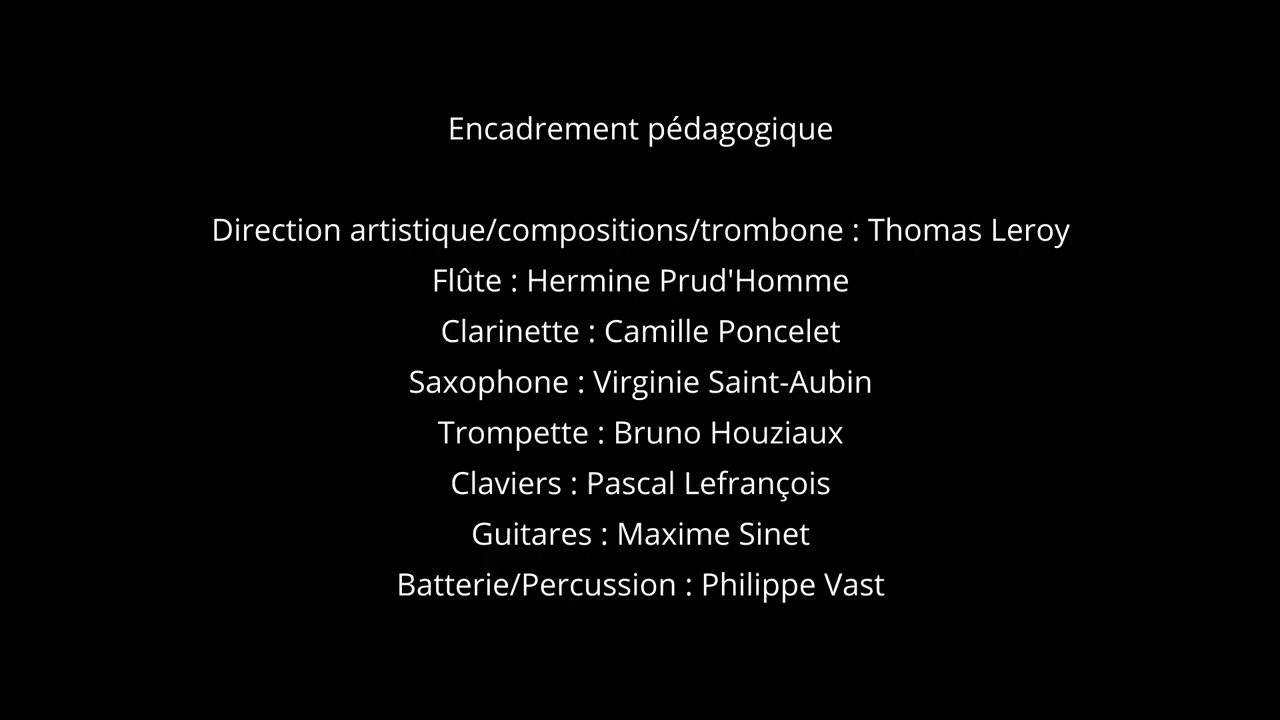 Encadrement pédagogique
Direction artistique/compositions/trombone : Thomas Leroy
Flûte : Hermine Prud'Homme
Clarinette : Camille Poncelet
Saxophone : Virginie Saint-Aubin
Trompette : Bruno Houziaux
Claviers : Pascal Lefrançois
Guitares : Maxime Sinet
Batterie/Percussion : Philippe Vast